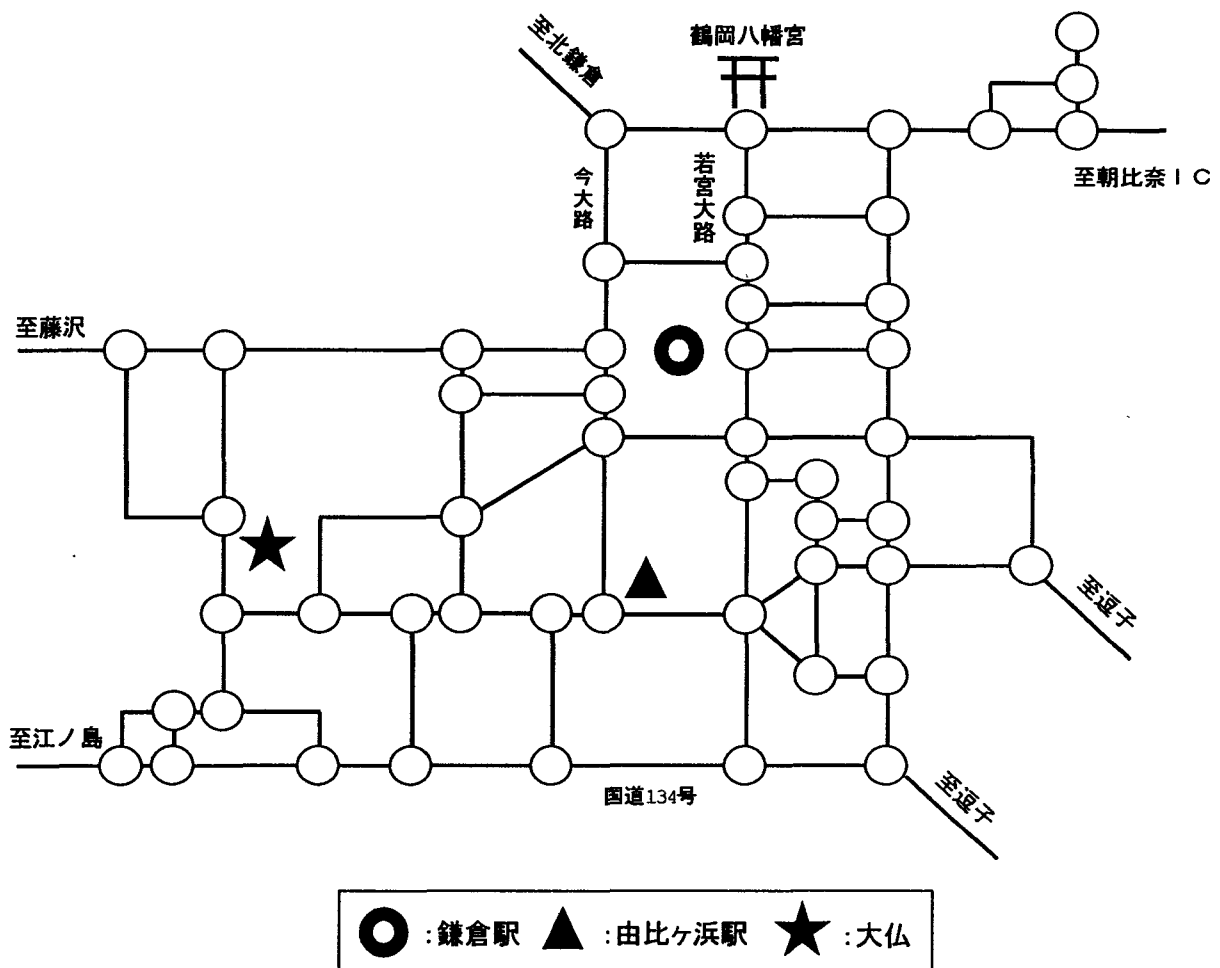 至北鎌倉
鶴岡八幡宮
今大路
若宮大路
至朝比奈IC
至藤沢
至逗子
至江ノ島
国道134号
至逗子
:鎌倉駅
:由比ヶ浜駅
:大仏